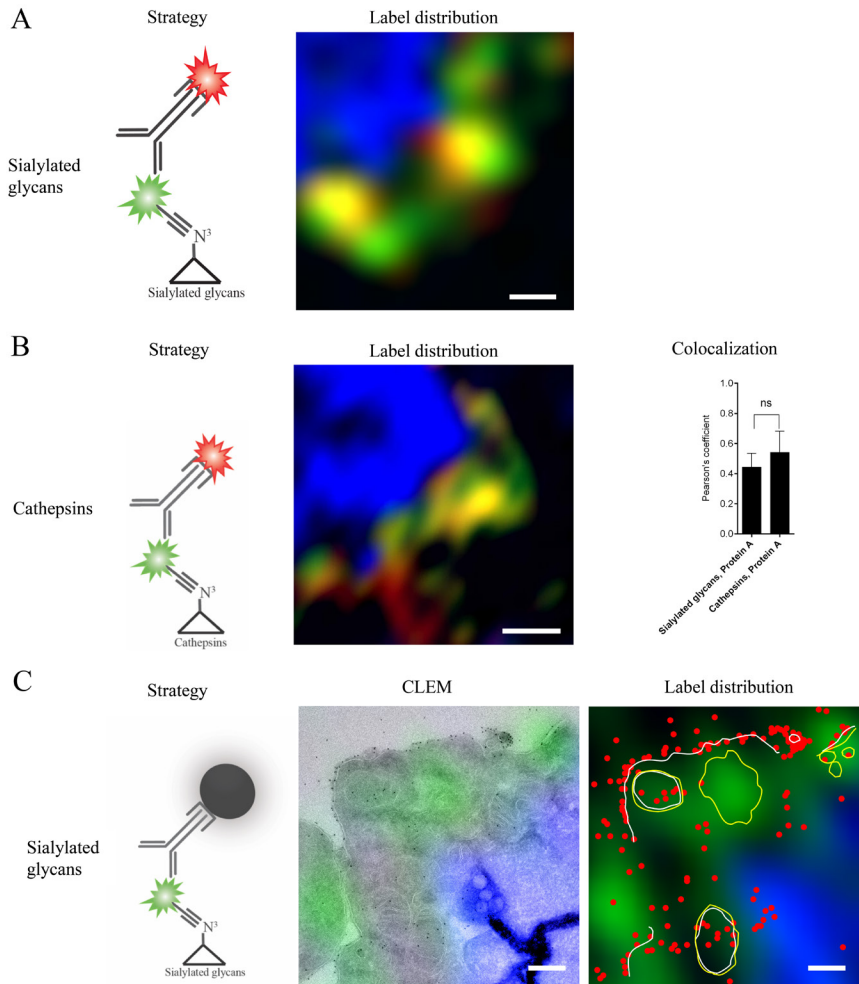 A
Strategy
Label distribution
Sialylated
glycans
N³
Sialylated glycans
B
Strategy
Label distribution
Colocalization
Cathepsins
N³
Cathepsins
Pearson's coefficient
1.0
0.8
0.6
0.4
0.2
0.0
ns
Sialylated glycans, Protein A
Cathepsins, Protein A
C
Strategy
CLEM
Label distribution
Sialylated
glycans
N³
Sialylated glycans